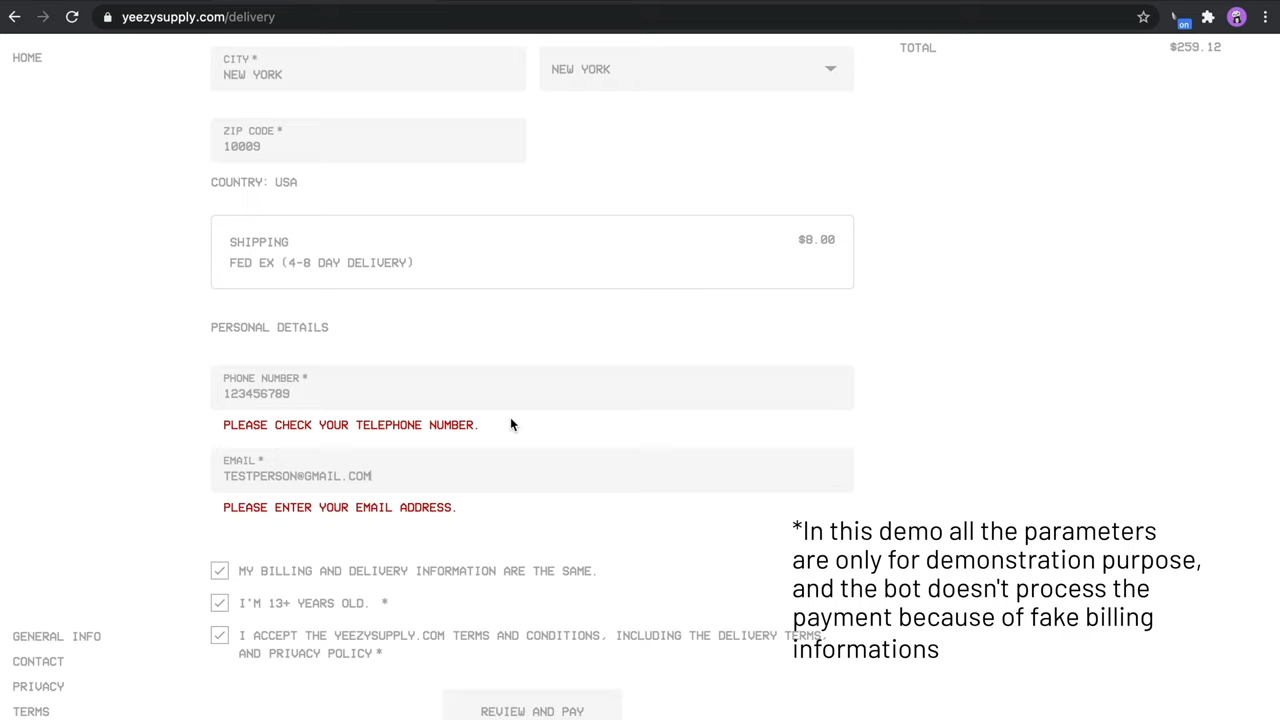 yeezysupply.com/delivery
on
HOME
CITY *
NEW YORK
NEW YORK
TOTAL
$259.12
ZIP CODE *
10009
COUNTRY: USA
SHIPPING
$8.00
FED EX (4-8 DAY DELIVERY)
PERSONAL DETAILS
PHONE NUMBER *
123456789
PLEASE CHECK YOUR TELEPHONE NUMBER.
EMAIL *
TESTPERSON@GMAIL.COM
PLEASE ENTER YOUR EMAIL ADDRESS.
MY BILLING AND DELIVERY INFORMATION ARE THE SAME.
I'M 13+ YEARS OLD. *
I ACCEPT THE YEEZYSUPPLY.COM TERMS AND CONDITIONS, INCLUDING THE DELIVERY TERMS,
AND PRIVACY POLICY *
REVIEW AND PAY
*In this demo all the parameters
are only for demonstration purpose,
and the bot doesn't process the
payment because of fake billing
informations
GENERAL INFO
CONTACT
PRIVACY
TERMS